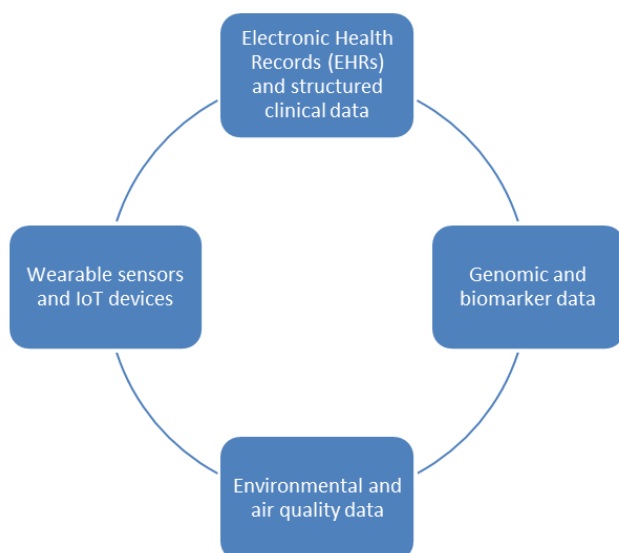 Electronic Health
Records (EHRs)
and structured
clinical data
Wearable sensors
and IoT devices
Genomic and
biomarker data
Environmental and
air quality data